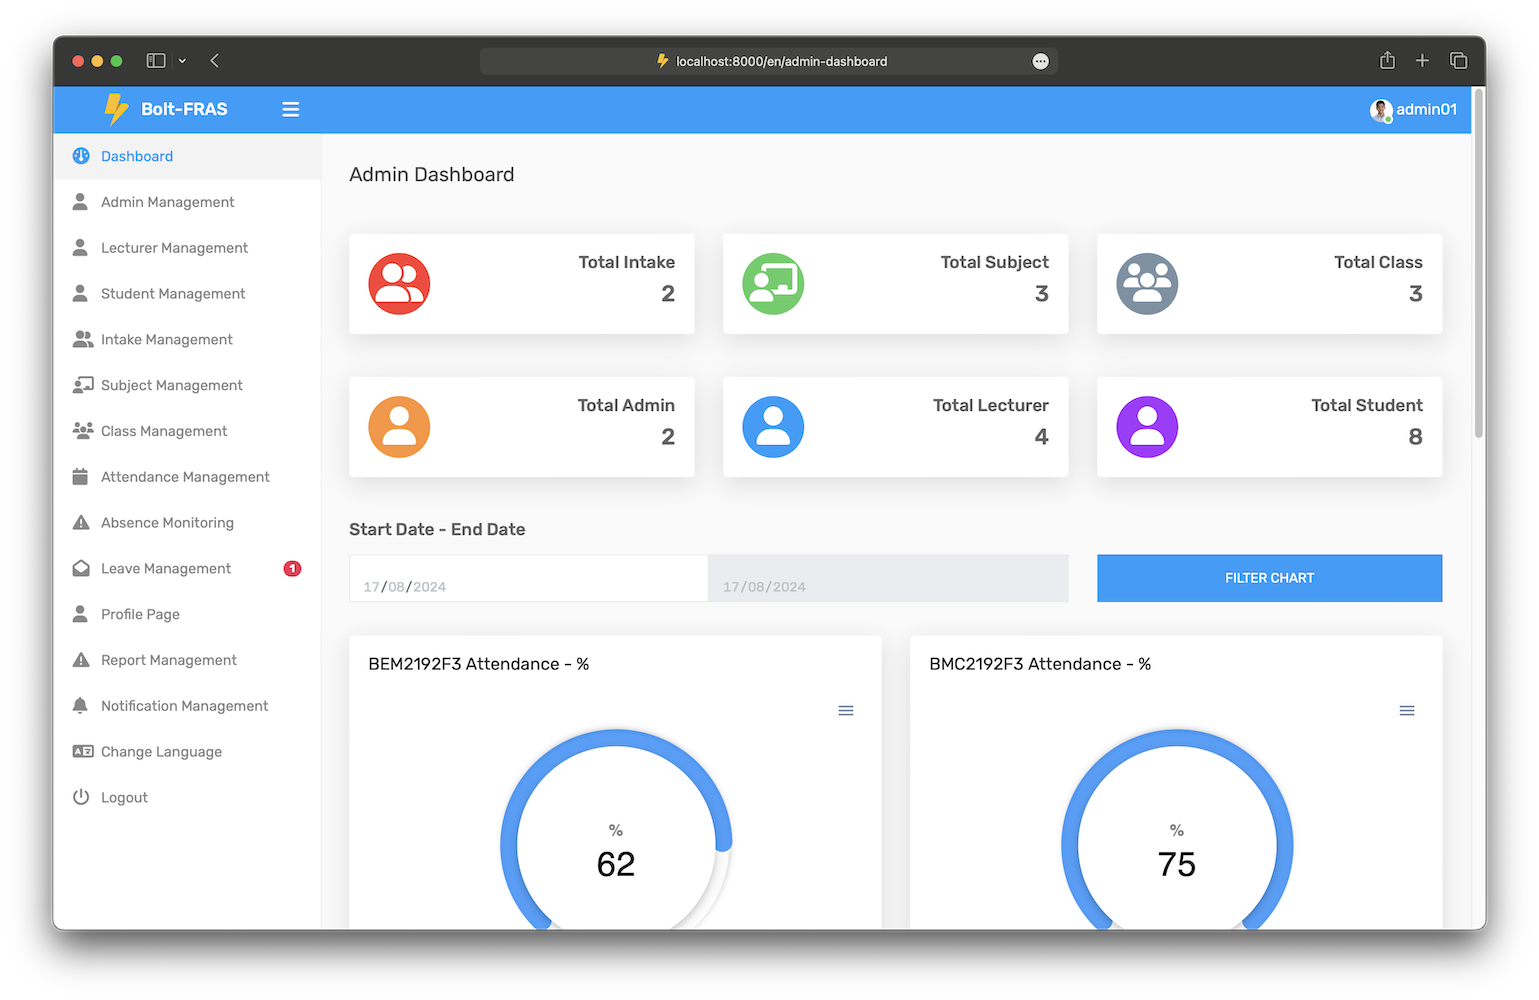 localhost:8000/en/admin-dashboard
Bolt-FRAS
admin01
Dashboard
Admin Management
Lecturer Management
Student Management
Intake Management
Subject Management
Class Management
Attendance Management
Absence Monitoring
Leave Management 1
Profile Page
Report Management
Notification Management
Change Language
Logout
Admin Dashboard
Total Intake
2
Total Subject
3
Total Class
3
Total Admin
2
Total Lecturer
4
Total Student
8
Start Date - End Date
17/08/2024
17/08/2024
FILTER CHART
BEM2192F3 Attendance - %
%
62
BMC2192F3 Attendance - %
%
75